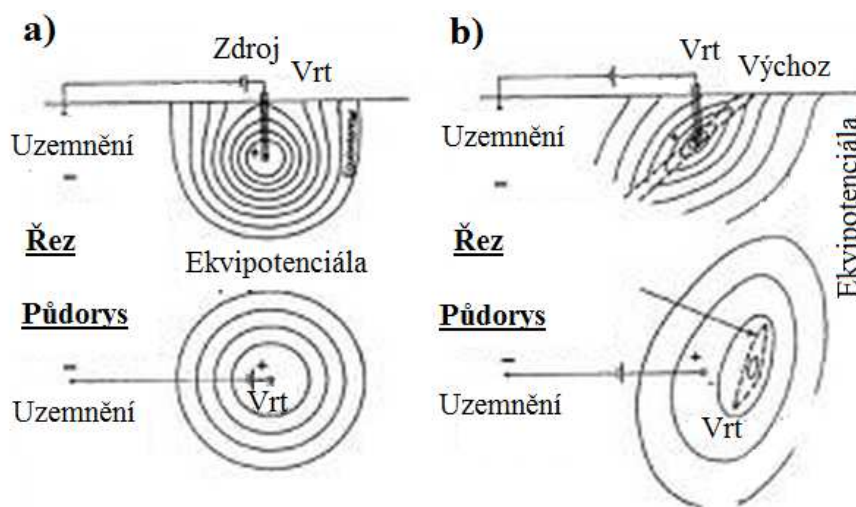 a)
Zdroj
Vrt
Uzemnění
−
+
Řez
Ekvipotenciála
Půdorys
−
+
Uzemnění
Vrt
b)
Vrt
Výchoz
Uzemnění
−
Řez
Ekvipotenciála
Půdorys
−
+
-
Uzemnění
Vrt